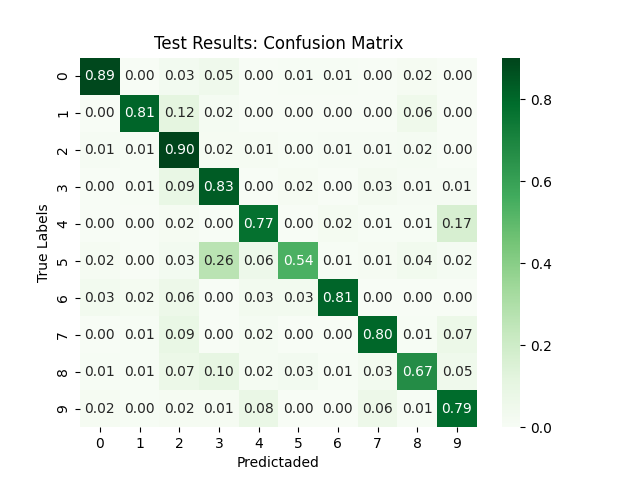 Test Results: Confusion Matrix
0 0.89 0.00 0.03 0.05 0.00 0.01 0.01 0.00 0.02 0.00
1 0.00 0.81 0.12 0.02 0.00 0.00 0.00 0.00 0.06 0.00
2 0.01 0.01 0.90 0.02 0.01 0.00 0.01 0.01 0.02 0.00
3 0.00 0.01 0.09 0.83 0.00 0.02 0.00 0.03 0.01 0.01
4 0.00 0.00 0.02 0.00 0.77 0.00 0.02 0.01 0.01 0.17
5 0.02 0.00 0.03 0.26 0.06 0.54 0.01 0.01 0.04 0.02
6 0.03 0.02 0.06 0.00 0.03 0.03 0.81 0.00 0.00 0.00
7 0.00 0.01 0.09 0.00 0.02 0.00 0.00 0.80 0.01 0.07
8 0.01 0.01 0.07 0.10 0.02 0.03 0.01 0.03 0.67 0.05
9 0.02 0.00 0.02 0.01 0.08 0.00 0.00 0.06 0.01 0.79
0 1 2 3 4 5 6 7 8 9
Predictaded
True Labels
0.8
0.6
0.4
0.2
0.0